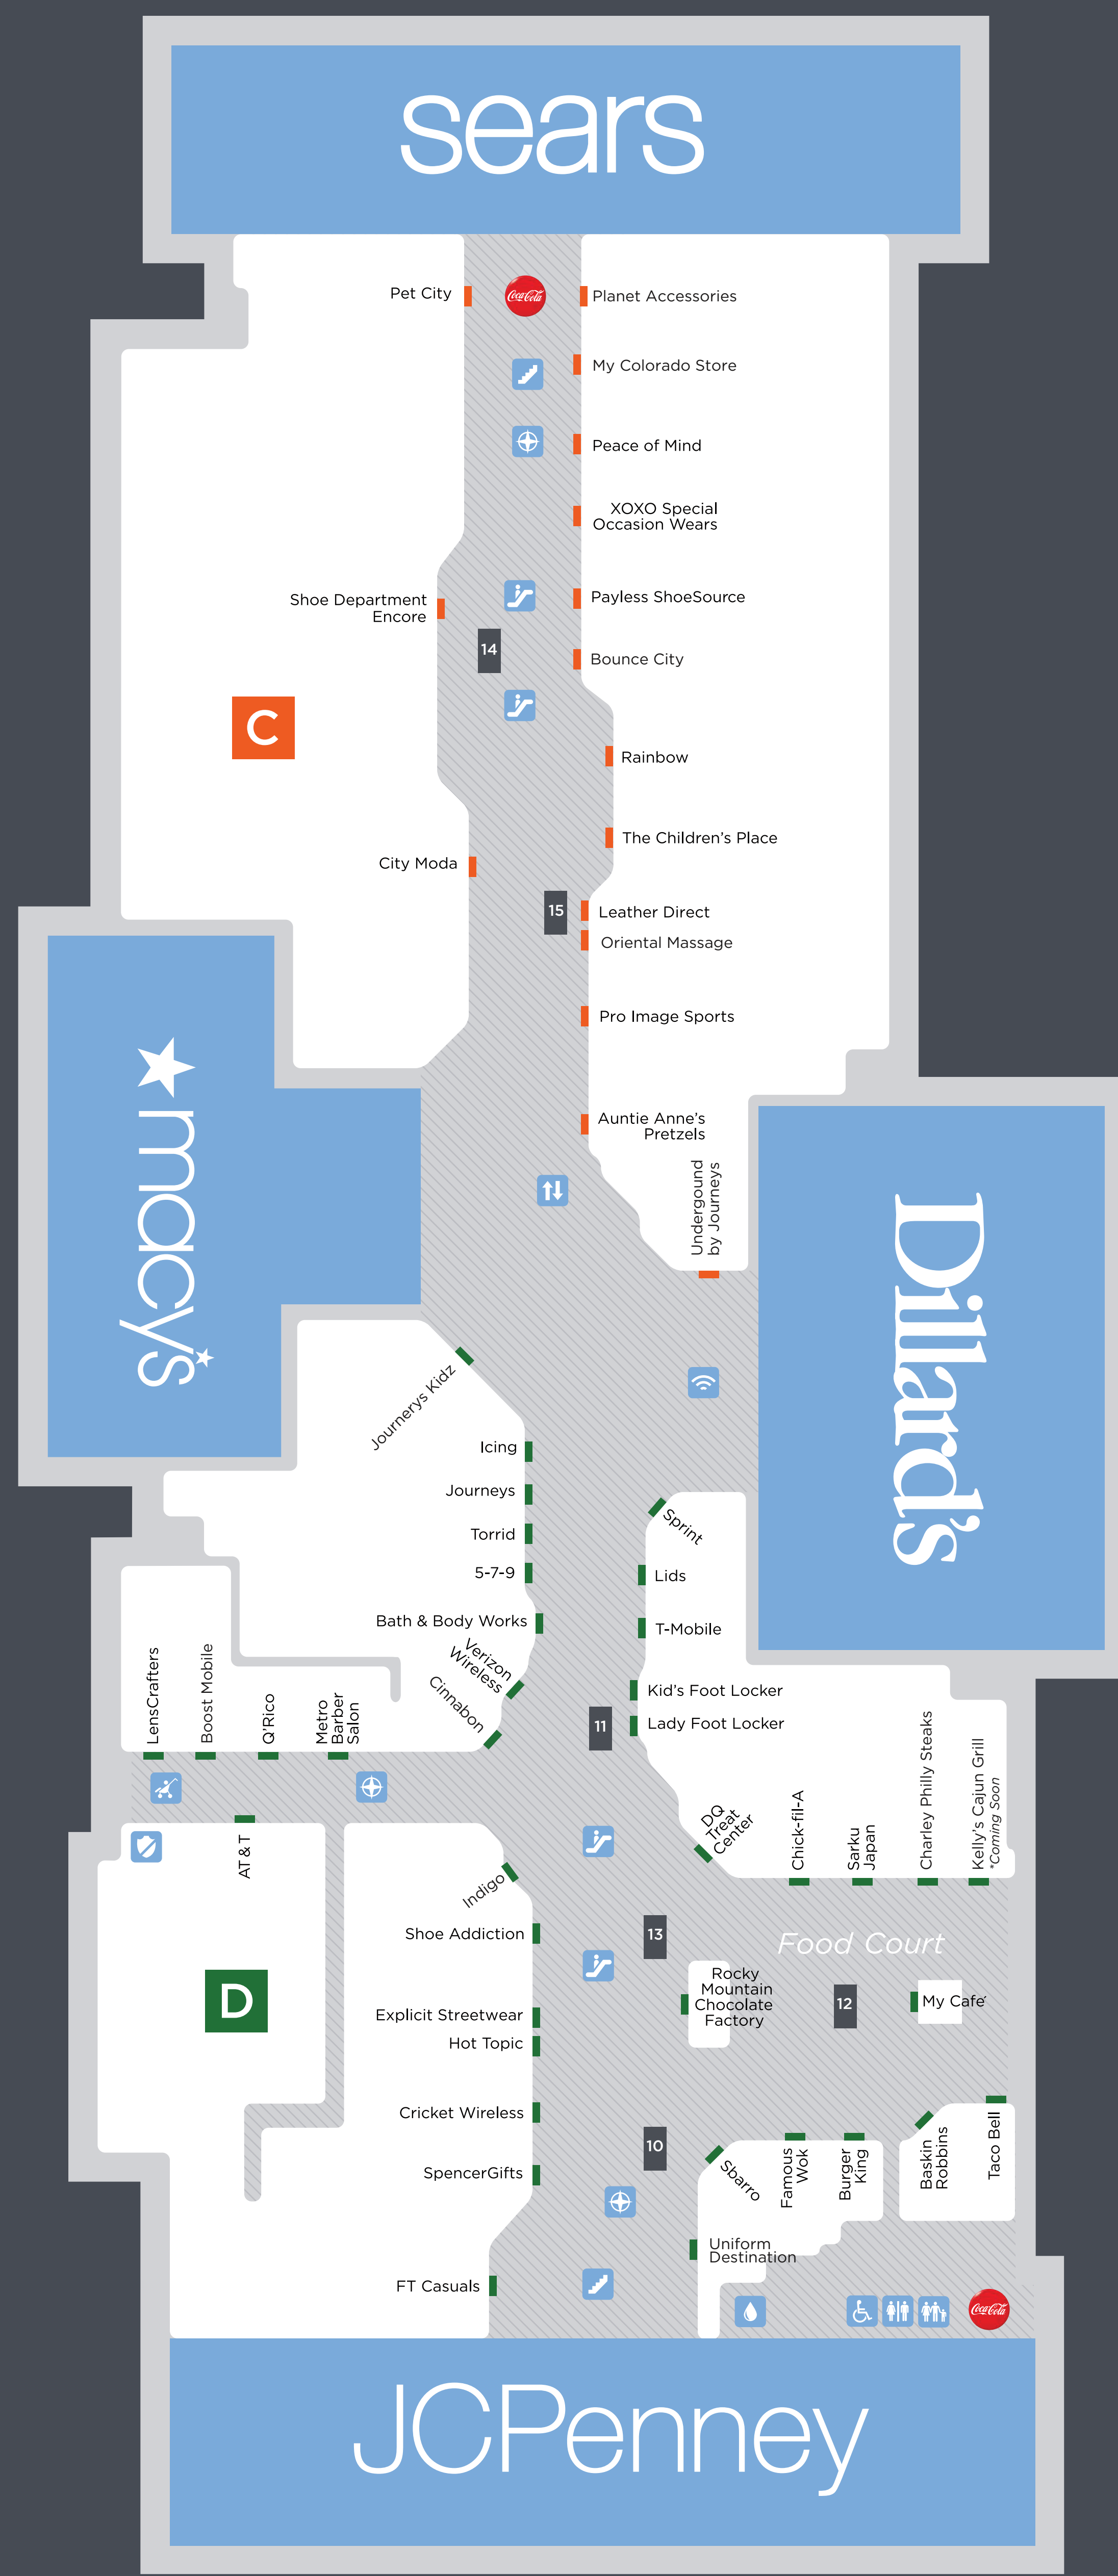 sears
Pet City
Coca-Cola
Planet Accessories
My Colorado Store
Peace of Mind
XOXO Special
Occasion Wears
Shoe Department
Encore
Payless ShoeSource
14
Bounce City
C
Rainbow
The Children's Place
City Moda
15
Leather Direct
Oriental Massage
Pro Image Sports
macy's
Auntie Anne's
Pretzels
Undergound
by Journeys
Dillard's
Journerys Kidz
Icing
Journeys
Torrid
5-7-9
Bath & Body Works
Verizon
Wireless
Cinnabon
Sprint
Lids
T-Mobile
Kid's Foot Locker
Lady Foot Locker
11
LensCrafters
Boost Mobile
Q'Rico
Metro
Barber
Salon
DQ
Treat
Center
Chick-fil-A
Sarku
Japan
Charley Philly Steaks
Kelly's Cajun Grill
*Coming Soon
AT&T
Indigo
Shoe Addiction
13
Food Court
D
Explicit Streetwear
Hot Topic
Rocky
Mountain
Chocolate
Factory
12
My Cafe´
Cricket Wireless
10
SpencerGifts
Sbarro
Famous
Wok
Burger
King
Baskin
Robbins
Taco Bell
Uniform
Destination
FT Casuals
Coca-Cola
JCPenney